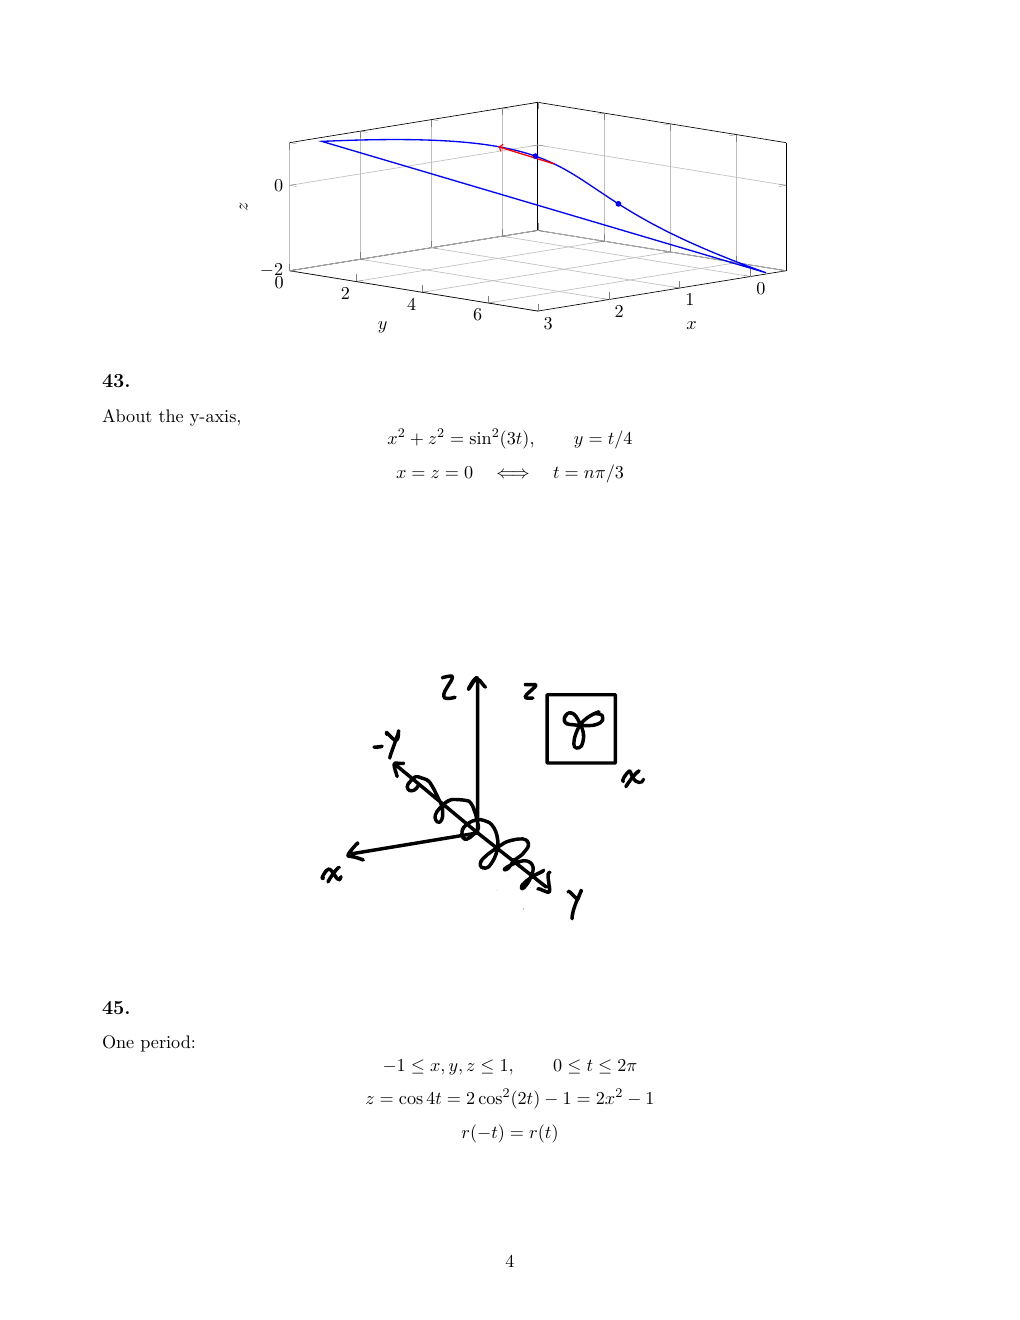 0
z
−2
0
2
4
6
y
3
2
1
0
x
43.
About the y-axis,
x² + z² = sin²(3t), y = t/4
x = z = 0 ⟺ t = nπ/3
z
z
-y
x
x
y
45.
One period:
−1 ≤ x, y, z ≤ 1, 0 ≤ t ≤ 2π
z = cos 4t = 2 cos²(2t) − 1 = 2x² − 1
r(−t) = r(t)
4